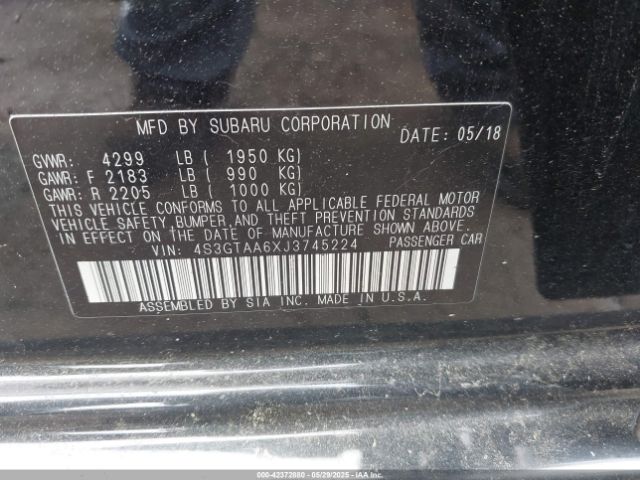 MFD BY SUBARU CORPORATION DATE: 05/18
GVWR: 4299 LB ( 1950 KG)
GAWR: F 2183 LB ( 990 KG)
GAWR: R 2205 LB ( 1000 KG)
THIS VEHICLE CONFORMS TO ALL APPLICABLE FEDERAL MOTOR
VEHICLE SAFETY, BUMPER, AND THEFT PREVENTION STANDARDS
IN EFFECT ON THE DATE OF MANUFACTURE SHOWN ABOVE.
VIN: 4S3GTAA6XJ3745224 PASSENGER CAR
ASSEMBLED BY SIA INC. MADE IN U.S.A.
000-42372880 - 05/29/2025 - IAAI.COM